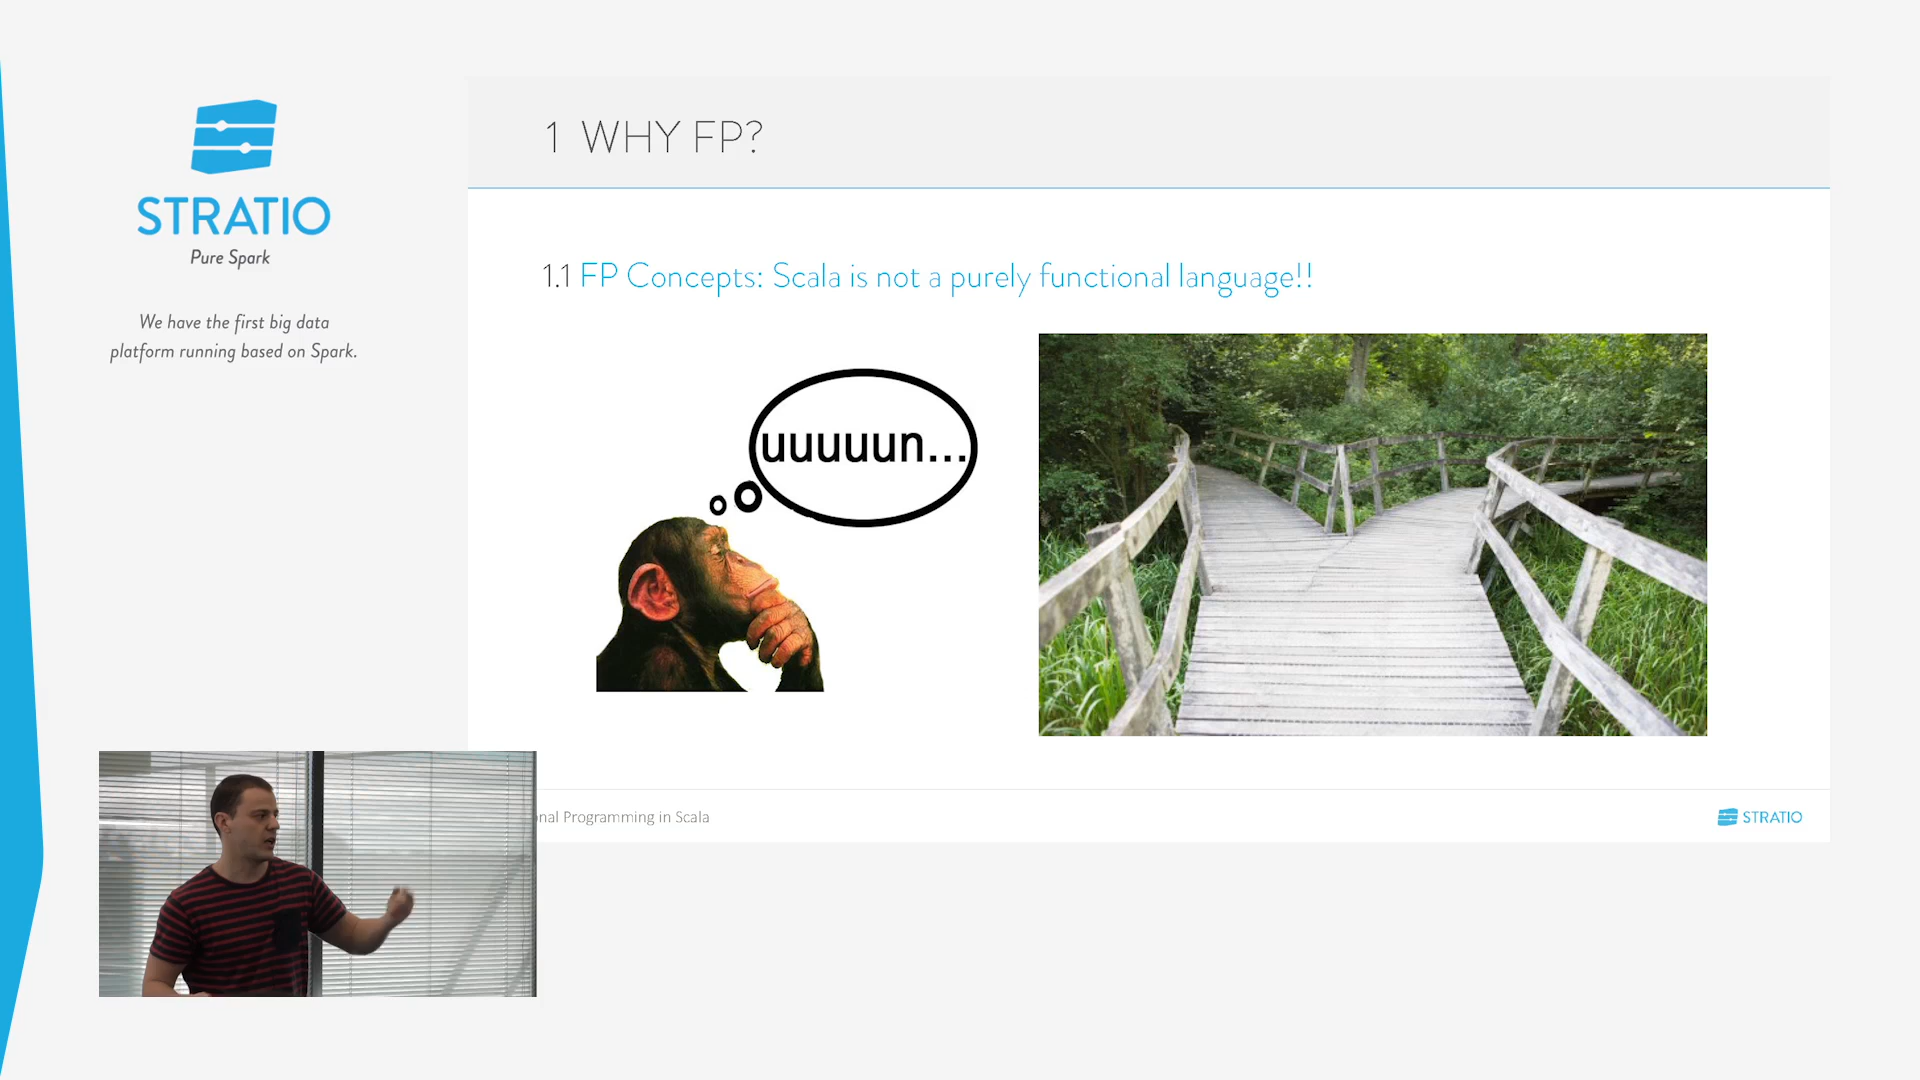 STRATIO
Pure Spark
We have the first big data
platform running based on Spark.
1 WHY FP?
1.1 FP Concepts: Scala is not a purely functional language!!
uuuuun...
Programming in Scala
STRATIO